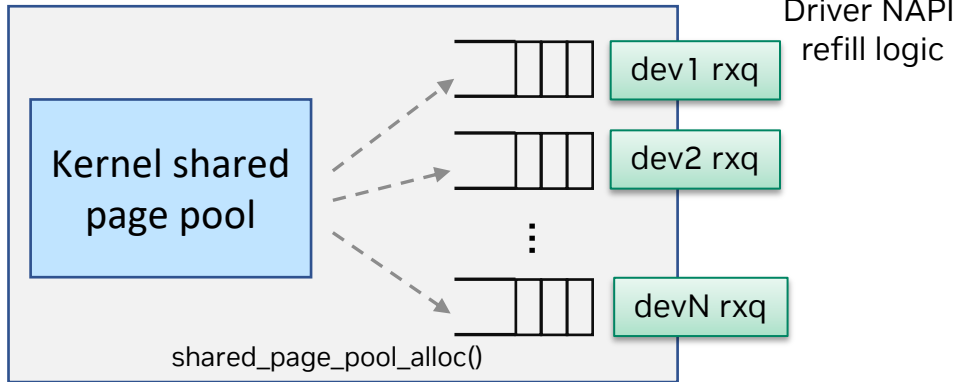 Driver NAPI
refill logic
dev1 rxq
Kernel shared
page pool
dev2 rxq
devN rxq
shared_page_pool_alloc()